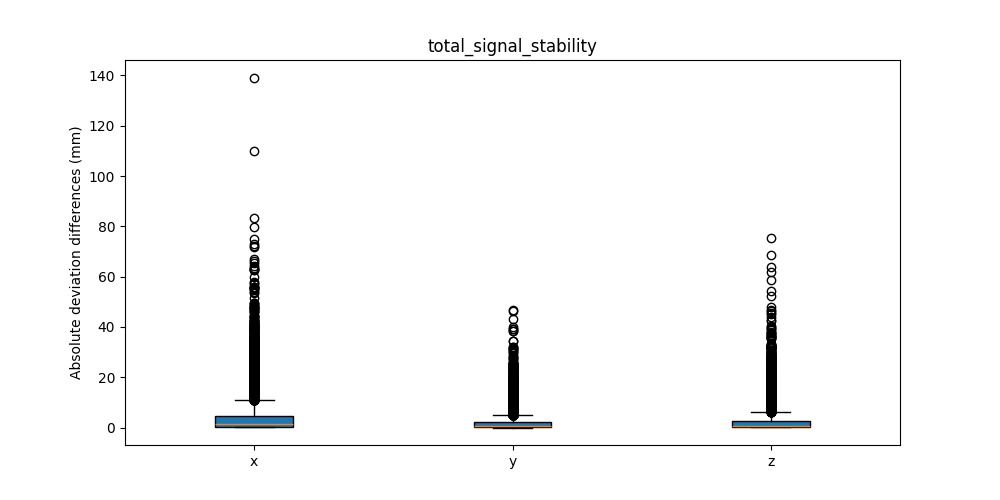 total_signal_stability
Absolute deviation differences (mm)
140
120
100
80
60
40
20
0
x y z